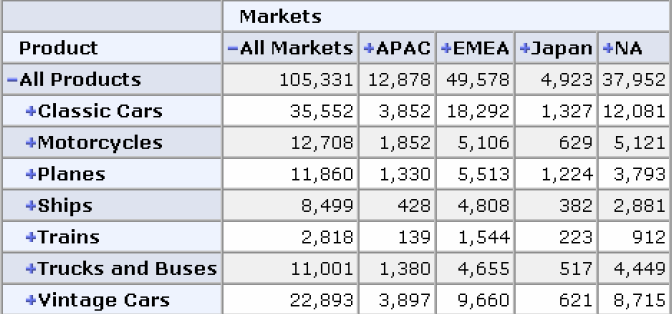 Markets
Product -All Markets +APAC +EMEA +Japan +NA
-All Products 105,331 12,878 49,578 4,923 37,952
+Classic Cars 35,552 3,852 18,292 1,327 12,081
+Motorcycles 12,708 1,852 5,106 629 5,121
+Planes 11,860 1,330 5,513 1,224 3,793
+Ships 8,499 428 4,808 382 2,881
+Trains 2,818 139 1,544 223 912
+Trucks and Buses 11,001 1,380 4,655 517 4,449
+Vintage Cars 22,893 3,897 9,660 621 8,715